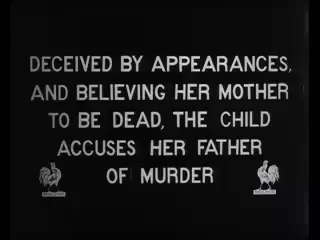 DECEIVED BY APPEARANCES,
AND BELIEVING HER MOTHER
TO BE DEAD, THE CHILD
ACCUSES HER FATHER
OF MURDER